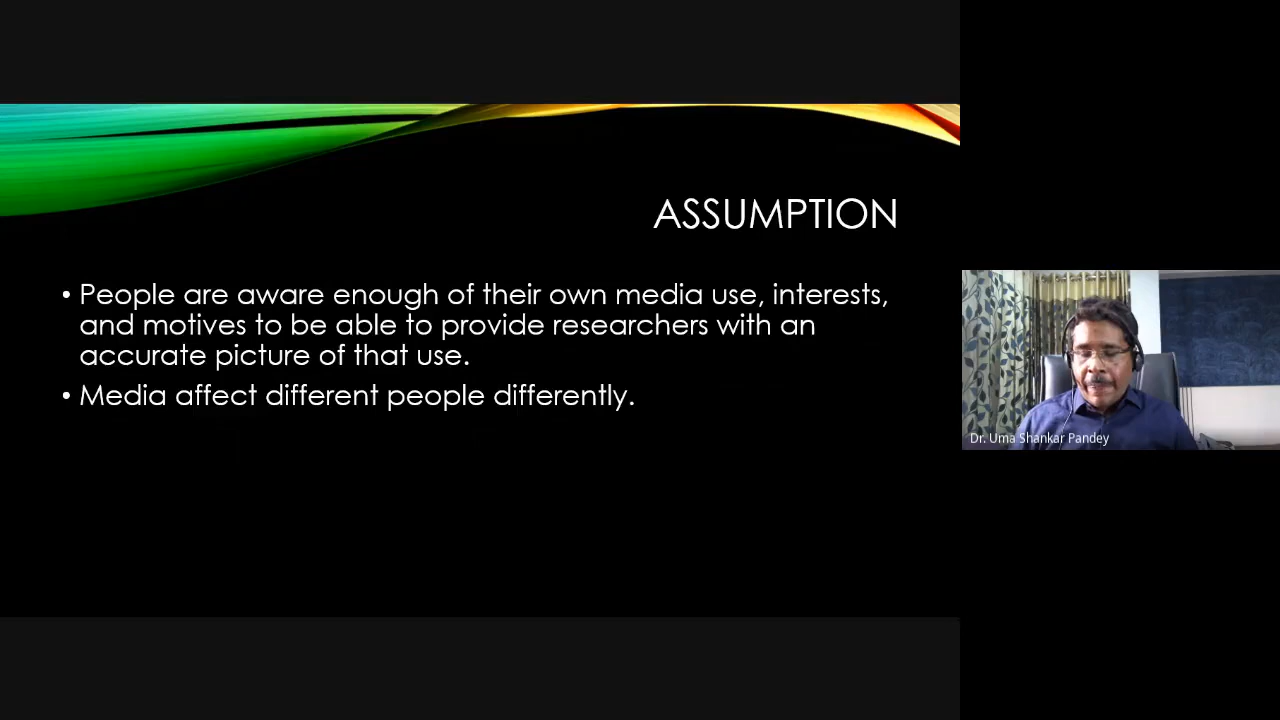 ASSUMPTION
• People are aware enough of their own media use, interests,
and motives to be able to provide researchers with an
accurate picture of that use.
• Media affect different people differently.
Dr. Uma Shankar Pandey